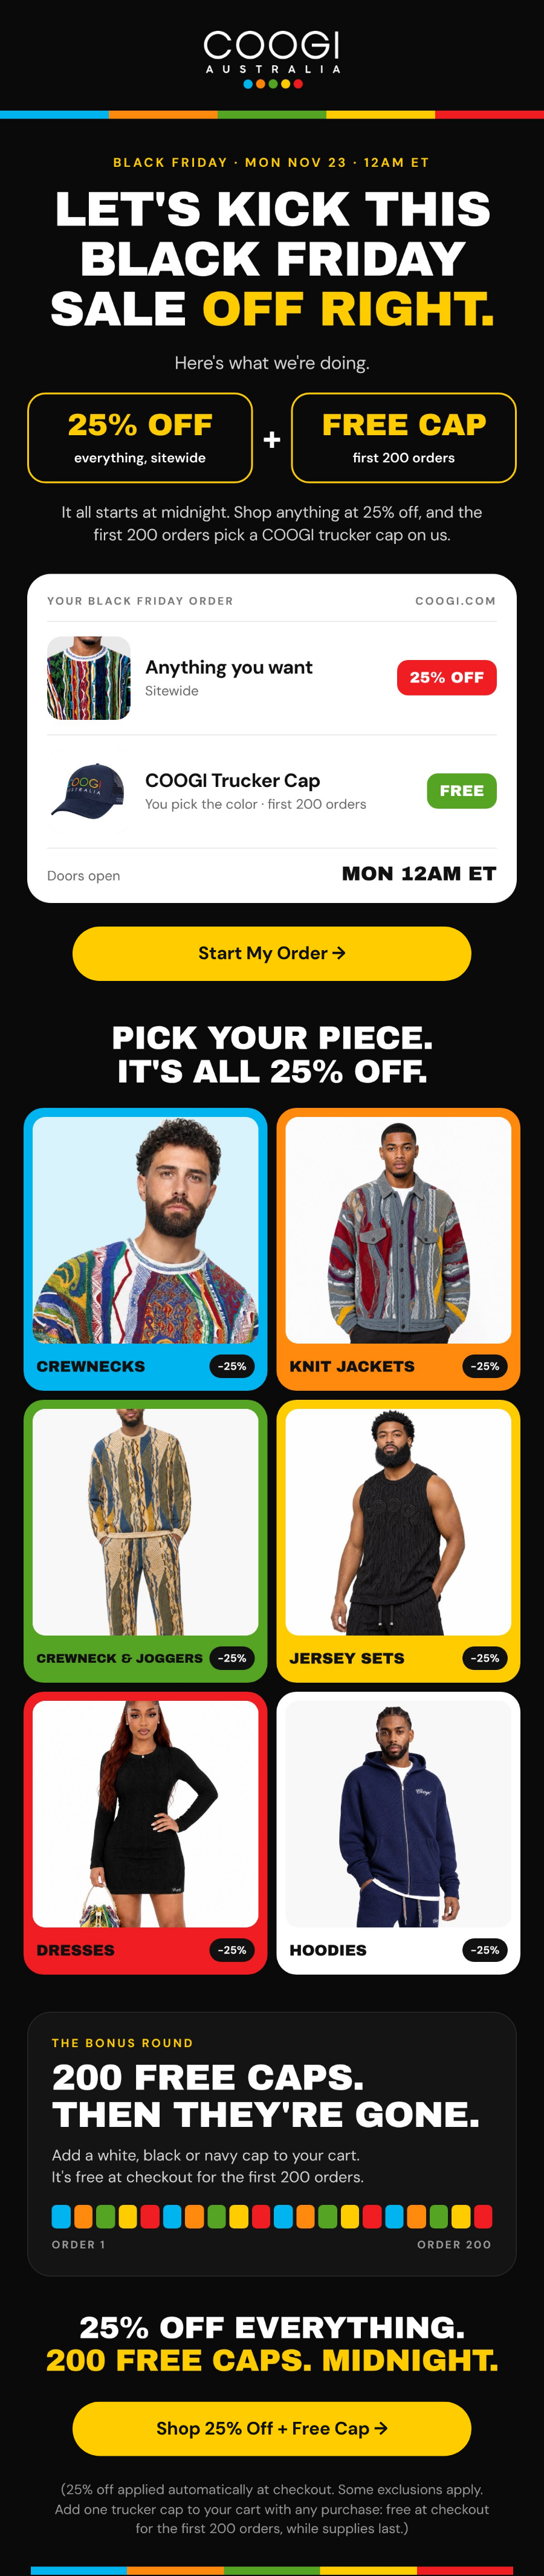 COOGI
AUSTRALIA
BLACK FRIDAY · MON NOV 23 · 12AM ET
LET'S KICK THIS
BLACK FRIDAY
SALE OFF RIGHT.
Here's what we're doing.
25% OFF
everything, sitewide
+
FREE CAP
first 200 orders
It all starts at midnight. Shop anything at 25% off, and the
first 200 orders pick a COOGI trucker cap on us.
YOUR BLACK FRIDAY ORDER
COOGI.COM
Anything you want
Sitewide
25% OFF
COOGI
AUSTRALIA
COOGI Trucker Cap
You pick the color · first 200 orders
FREE
Doors open
MON 12AM ET
Start My Order →
PICK YOUR PIECE.
IT'S ALL 25% OFF.
CREWNECKS
-25%
KNIT JACKETS
-25%
CREWNECK & JOGGERS
-25%
JERSEY SETS
-25%
DRESSES
-25%
HOODIES
-25%
THE BONUS ROUND
200 FREE CAPS.
THEN THEY'RE GONE.
Add a white, black or navy cap to your cart.
It's free at checkout for the first 200 orders.
ORDER 1
ORDER 200
25% OFF EVERYTHING.
200 FREE CAPS. MIDNIGHT.
Shop 25% Off + Free Cap →
(25% off applied automatically at checkout. Some exclusions apply.
Add one trucker cap to your cart with any purchase: free at checkout
for the first 200 orders, while supplies last.)